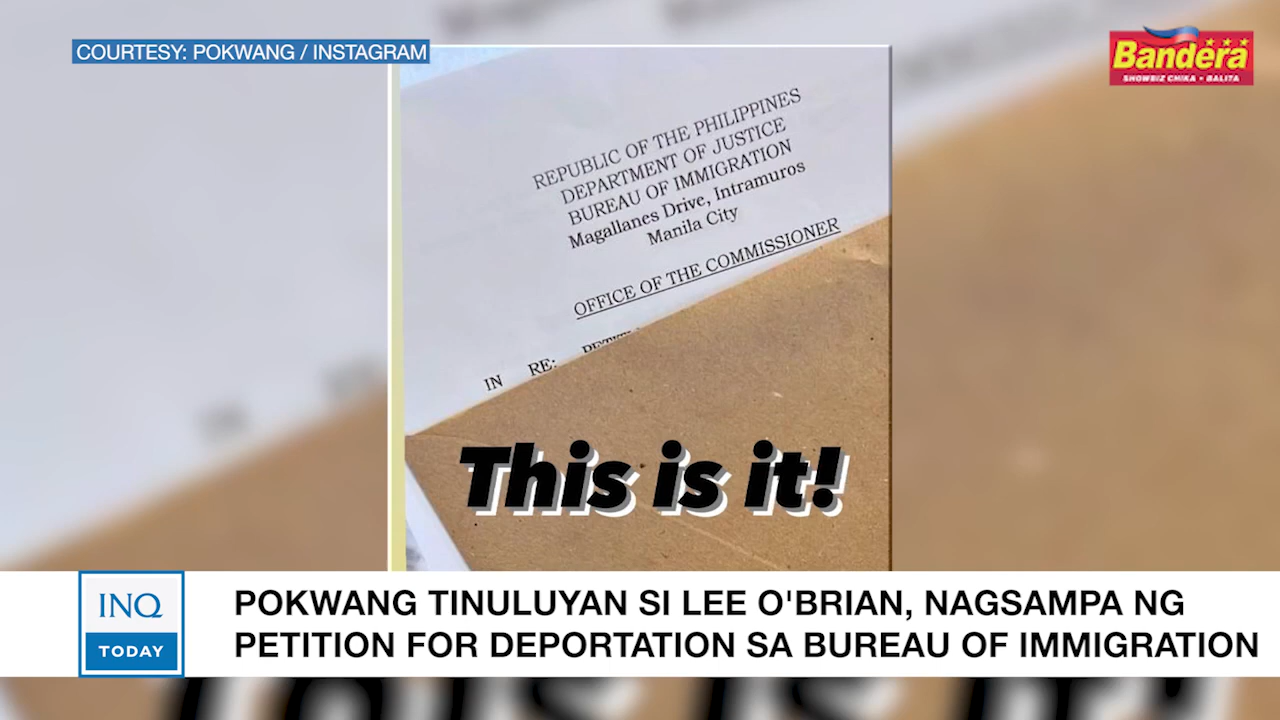 COURTESY: POKWANG / INSTAGRAM
Bandera
SHOWBIZ CHIKA • BALITA
REPUBLIC OF THE PHILIPPINES
DEPARTMENT OF JUSTICE
BUREAU OF IMMIGRATION
Magallanes Drive, Intramuros
Manila City
OFFICE OF THE COMMISSIONER
IN RE:
This is it!
INQ
TODAY
POKWANG TINULUYAN SI LEE O'BRIAN, NAGSAMPA NG
PETITION FOR DEPORTATION SA BUREAU OF IMMIGRATION